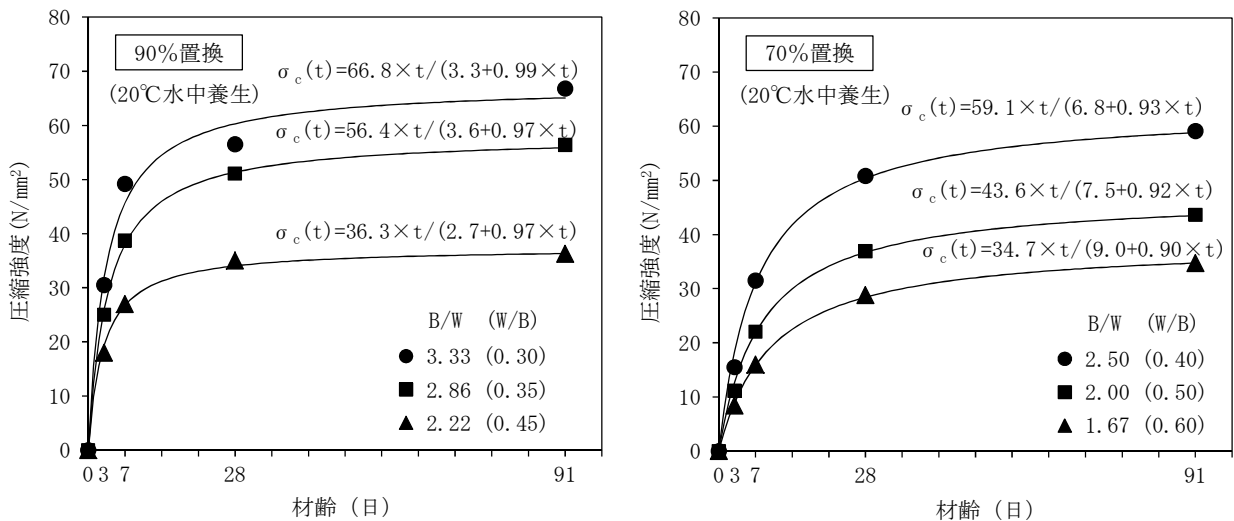 80
70
60
50
40
30
20
10
0
圧縮強度(N/mm²)
90%置換
(20℃水中養生)
σc(t)=66.8×t/(3.3+0.99×t)
σc(t)=56.4×t/(3.6+0.97×t)
σc(t)=36.3×t/(2.7+0.97×t)
B/W (W/B)
3.33 (0.30)
2.86 (0.35)
2.22 (0.45)
0 3 7 28 91
材齢 (日)
80
70
60
50
40
30
20
10
0
圧縮強度(N/mm²)
70%置換
(20℃水中養生)
σc(t)=59.1×t/(6.8+0.93×t)
σc(t)=43.6×t/(7.5+0.92×t)
σc(t)=34.7×t/(9.0+0.90×t)
B/W (W/B)
2.50 (0.40)
2.00 (0.50)
1.67 (0.60)
0 3 7 28 91
材齢 (日)